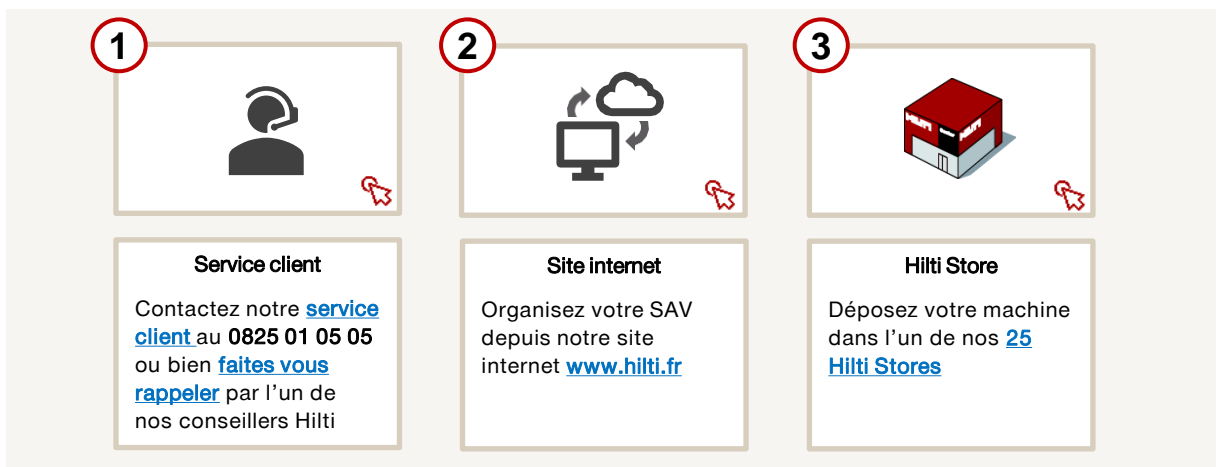 1
2
3
HILTI
HILTI
Service client
Contactez notre service
client au 0825 01 05 05
ou bien faites vous
rappeler par l’un de
nos conseillers Hilti
Site internet
Organisez votre SAV
depuis notre site
internet www.hilti.fr
Hilti Store
Déposez votre machine
dans l’un de nos 25
Hilti Stores